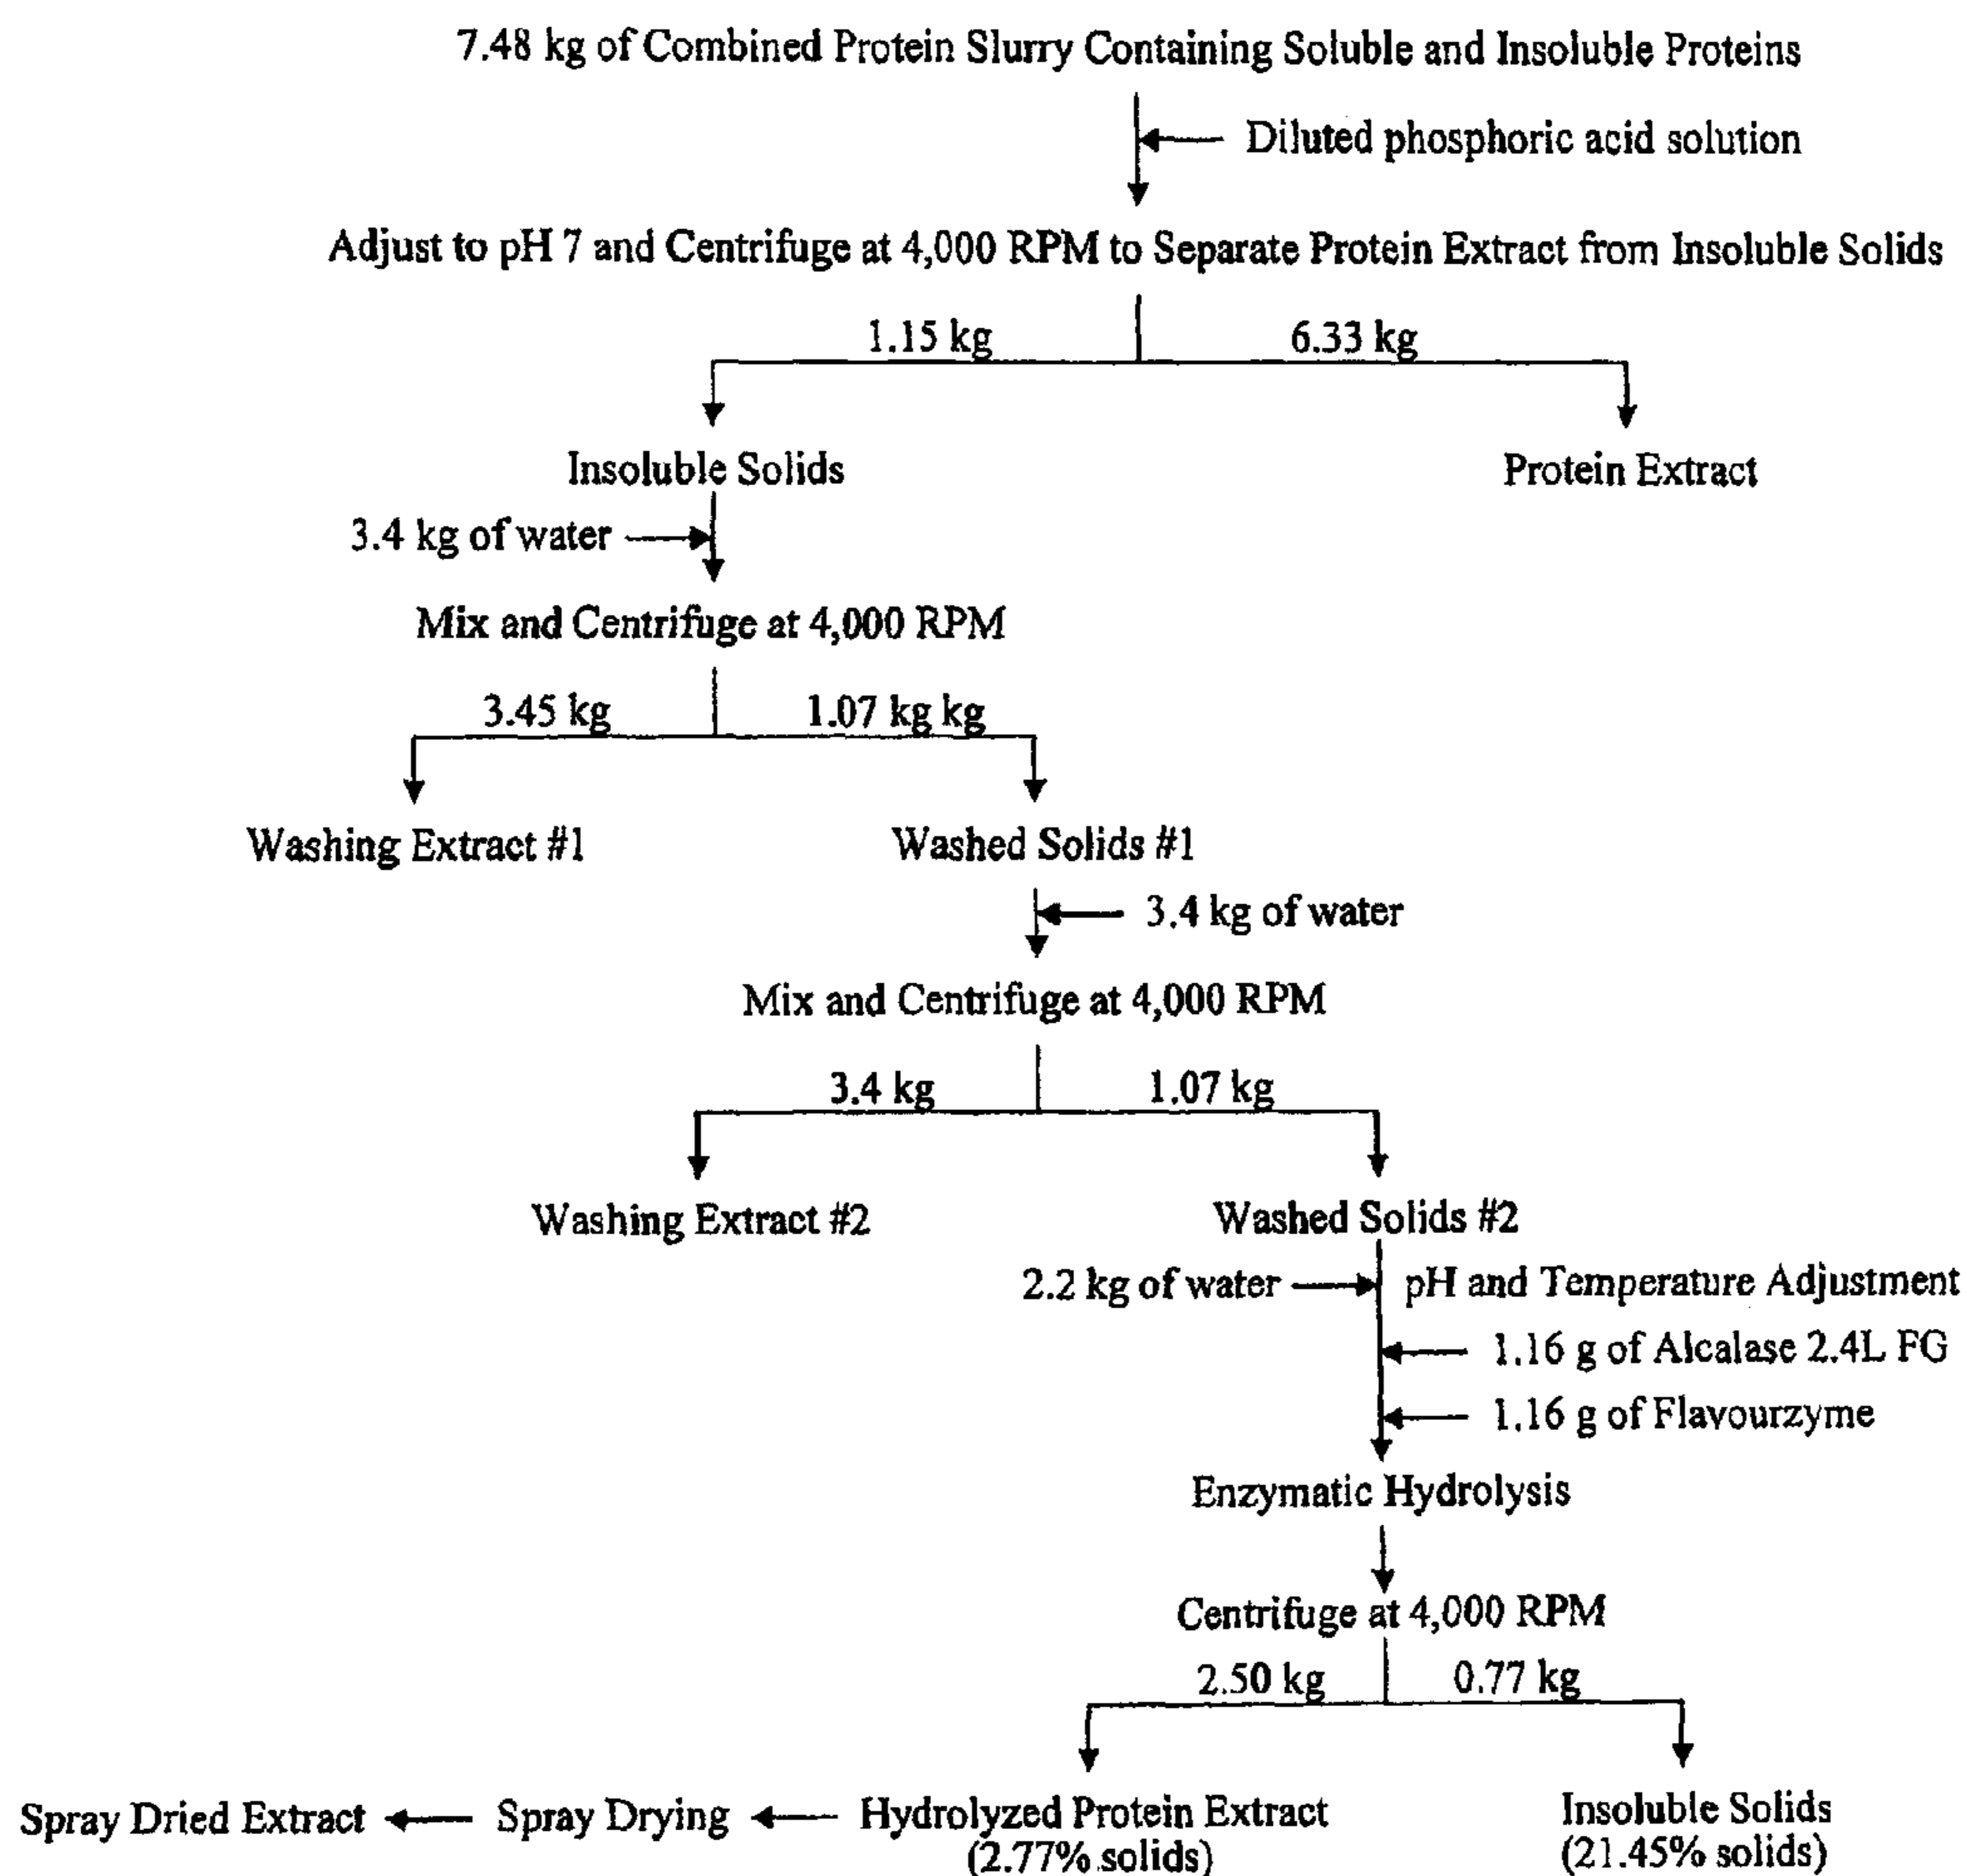 7.48 kg of Combined Protein Slurry Containing Soluble and Insoluble Proteins
Diluted phosphoric acid solution
Adjust to pH 7 and Centrifuge at 4,000 RPM to Separate Protein Extract from Insoluble Solids
1.15 kg
6.33 kg
Insoluble Solids
Protein Extract
3.4 kg of water
Mix and Centrifuge at 4,000 RPM
3.45 kg
1.07 kg kg
Washing Extract #1
Washed Solids #1
3.4 kg of water
Mix and Centrifuge at 4,000 RPM
3.4 kg
1.07 kg
Washing Extract #2
Washed Solids #2
2.2 kg of water
pH and Temperature Adjustment
1.16 g of Alcalase 2.4L FG
1.16 g of Flavourzyme
Enzymatic Hydrolysis
Centrifuge at 4,000 RPM
2.50 kg
0.77 kg
Spray Dried Extract
Spray Drying
Hydrolyzed Protein Extract
(2.77% solids)
Insoluble Solids
(21.45% solids)